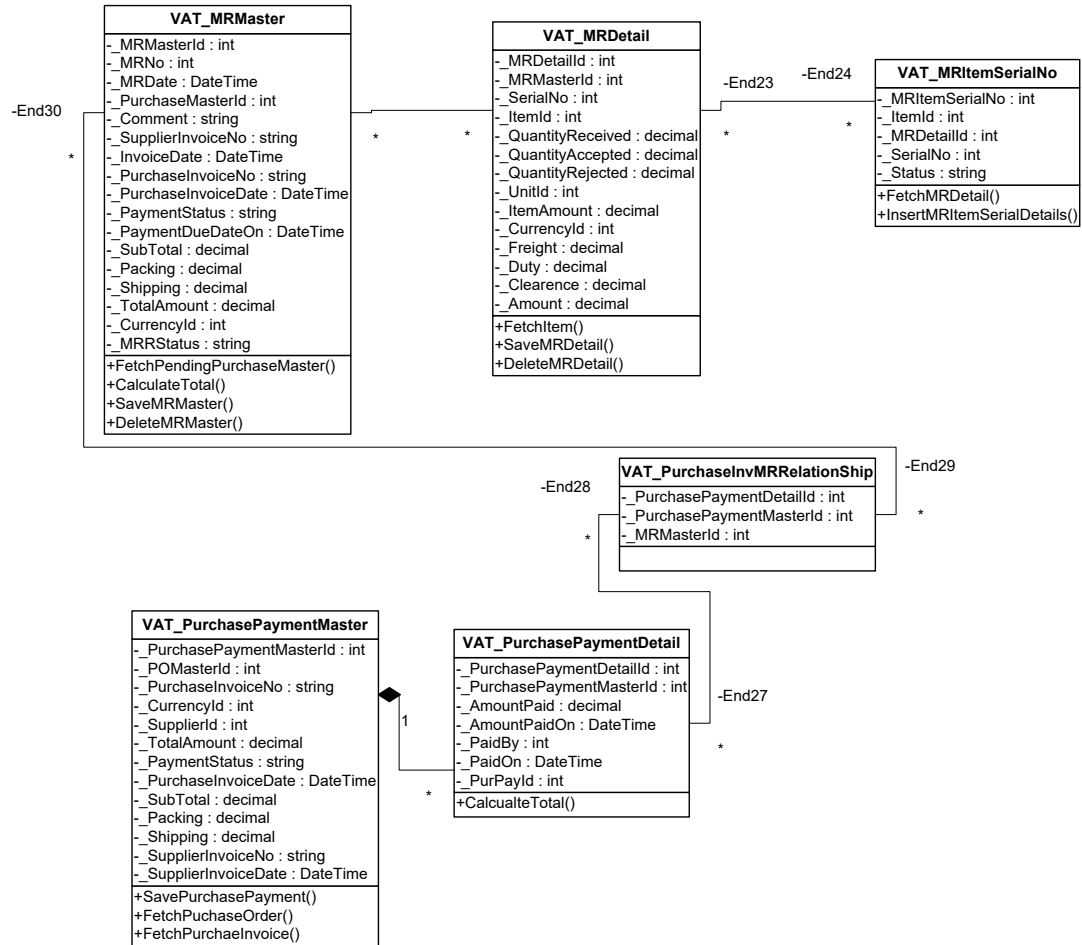 VAT_MRMaster
-_MRMasterId : int
-_MRNo : int
-_MRDate : DateTime
-_PurchaseMasterId : int
-_Comment : string
-_SupplierInvoiceNo : string
-_InvoiceDate : DateTime
-_PurchaseInvoiceNo : string
-_PurchaseInvoiceDate : DateTime
-_PaymentStatus : string
-_PaymentDueDateOn : DateTime
-_SubTotal : decimal
-_Packing : decimal
-_Shipping : decimal
-_TotalAmount : decimal
-_CurrencyId : int
-_MRRStatus : string
+FetchPendingPurchaseMaster()
+CalculateTotal()
+SaveMRMaster()
+DeleteMRMaster()
-End30
*
*
*
VAT_MRDetail
-_MRDetailId : int
-_MRMasterId : int
-_SerialNo : int
-_ItemId : int
-_QuantityReceived : decimal
-_QuantityAccepted : decimal
-_QuantityRejected : decimal
-_UnitId : int
-_ItemAmount : decimal
-_CurrencyId : int
-_Freight : decimal
-_Duty : decimal
-_Clearence : decimal
-_Amount : decimal
+FetchItem()
+SaveMRDetail()
+DeleteMRDetail()
-End23
*
-End24
*
VAT_MRItemSerialNo
-_MRItemSerialNo : int
-_ItemId : int
-_MRDetailId : int
-_SerialNo : int
-_Status : string
+FetchMRDetail()
+InsertMRItemSerialDetails()
-End28
*
VAT_PurchaseInvMRRelationShip
-_PurchasePaymentDetailId : int
-_PurchasePaymentMasterId : int
-_MRMasterId : int
-End29
*
VAT_PurchasePaymentMaster
-_PurchasePaymentMasterId : int
-_POMasterId : int
-_PurchaseInvoiceNo : string
-_CurrencyId : int
-_SupplierId : int
-_TotalAmount : decimal
-_PaymentStatus : string
-_PurchaseInvoiceDate : DateTime
-_SubTotal : decimal
-_Packing : decimal
-_Shipping : decimal
-_SupplierInvoiceNo : string
-_SupplierInvoiceDate : DateTime
+SavePurchasePayment()
+FetchPuchaseOrder()
+FetchPurchaeInvoice()
1
*
VAT_PurchasePaymentDetail
-_PurchasePaymentDetailId : int
-_PurchasePaymentMasterId : int
-_AmountPaid : decimal
-_AmountPaidOn : DateTime
-_PaidBy : int
-_PaidOn : DateTime
-_PurPayId : int
+CalcualteTotal()
-End27
*